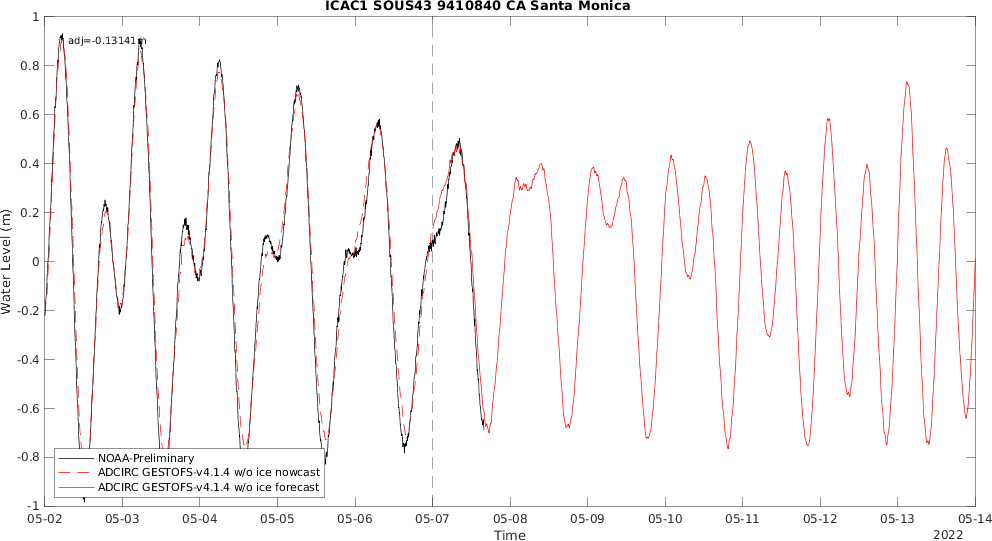 ICAC1 SOUS43 9410840 CA Santa Monica
adj=-0.13141m
Water Level (m)
1
0.8
0.6
0.4
0.2
0
-0.2
-0.4
-0.6
-0.8
-1
NOAA-Preliminary
ADCIRC GESTOFS-v4.1.4 w/o ice nowcast
ADCIRC GESTOFS-v4.1.4 w/o ice forecast
05-02 05-03 05-04 05-05 05-06 05-07 05-08 05-09 05-10 05-11 05-12 05-13 05-14
Time
2022